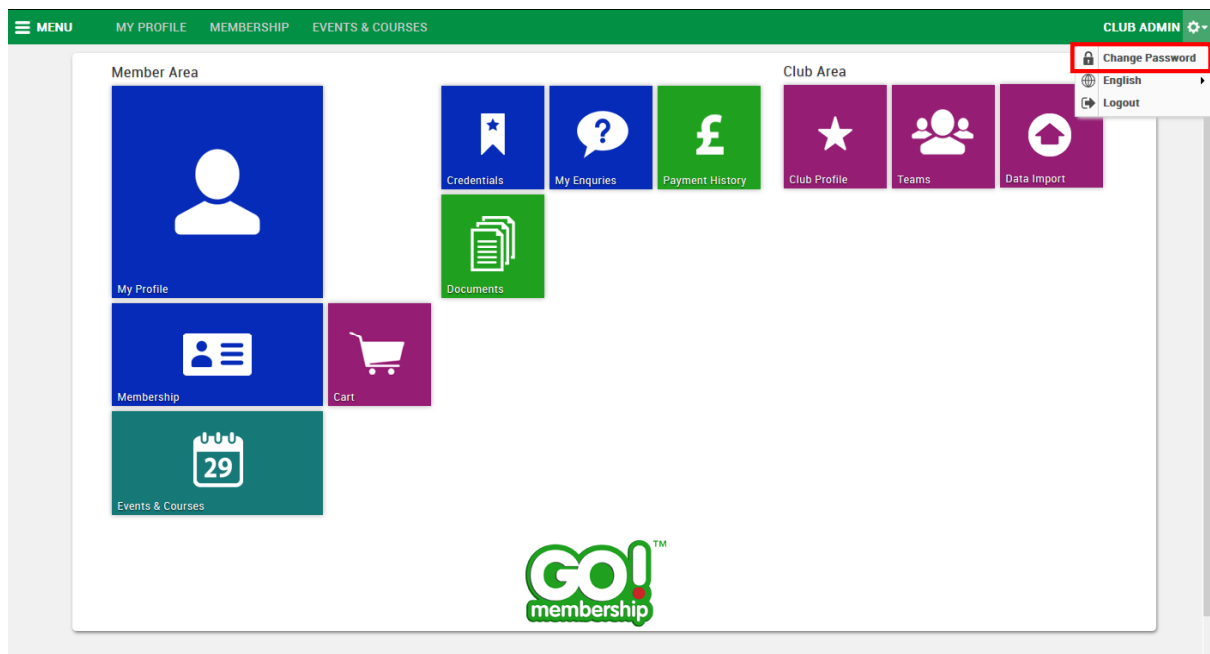 MENU MY PROFILE MEMBERSHIP EVENTS & COURSES CLUB ADMIN
Change Password
English
Logout
Member Area
Club Area
My Profile
Credentials
My Enquries
Payment History
Club Profile
Teams
Data Import
Documents
Membership
Cart
29
Events & Courses
GO! TM
membership